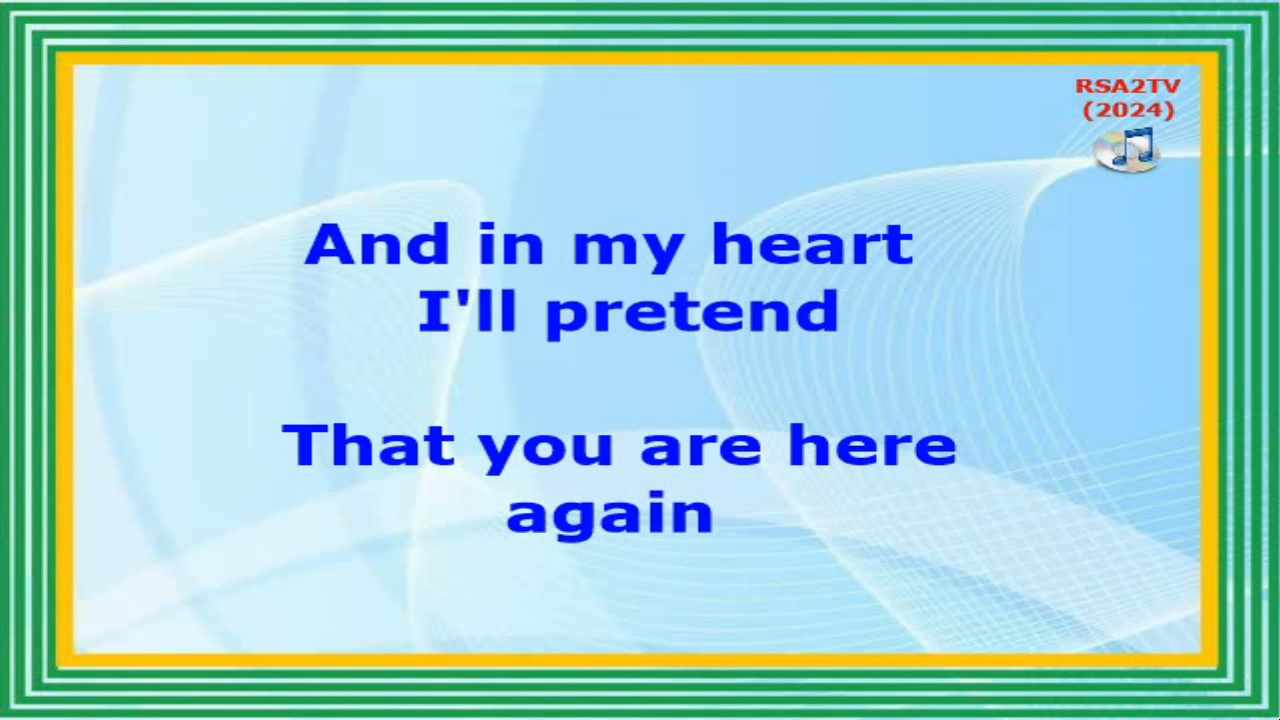 RSA2TV
(2024)
And in my heart
I'll pretend
That you are here
again